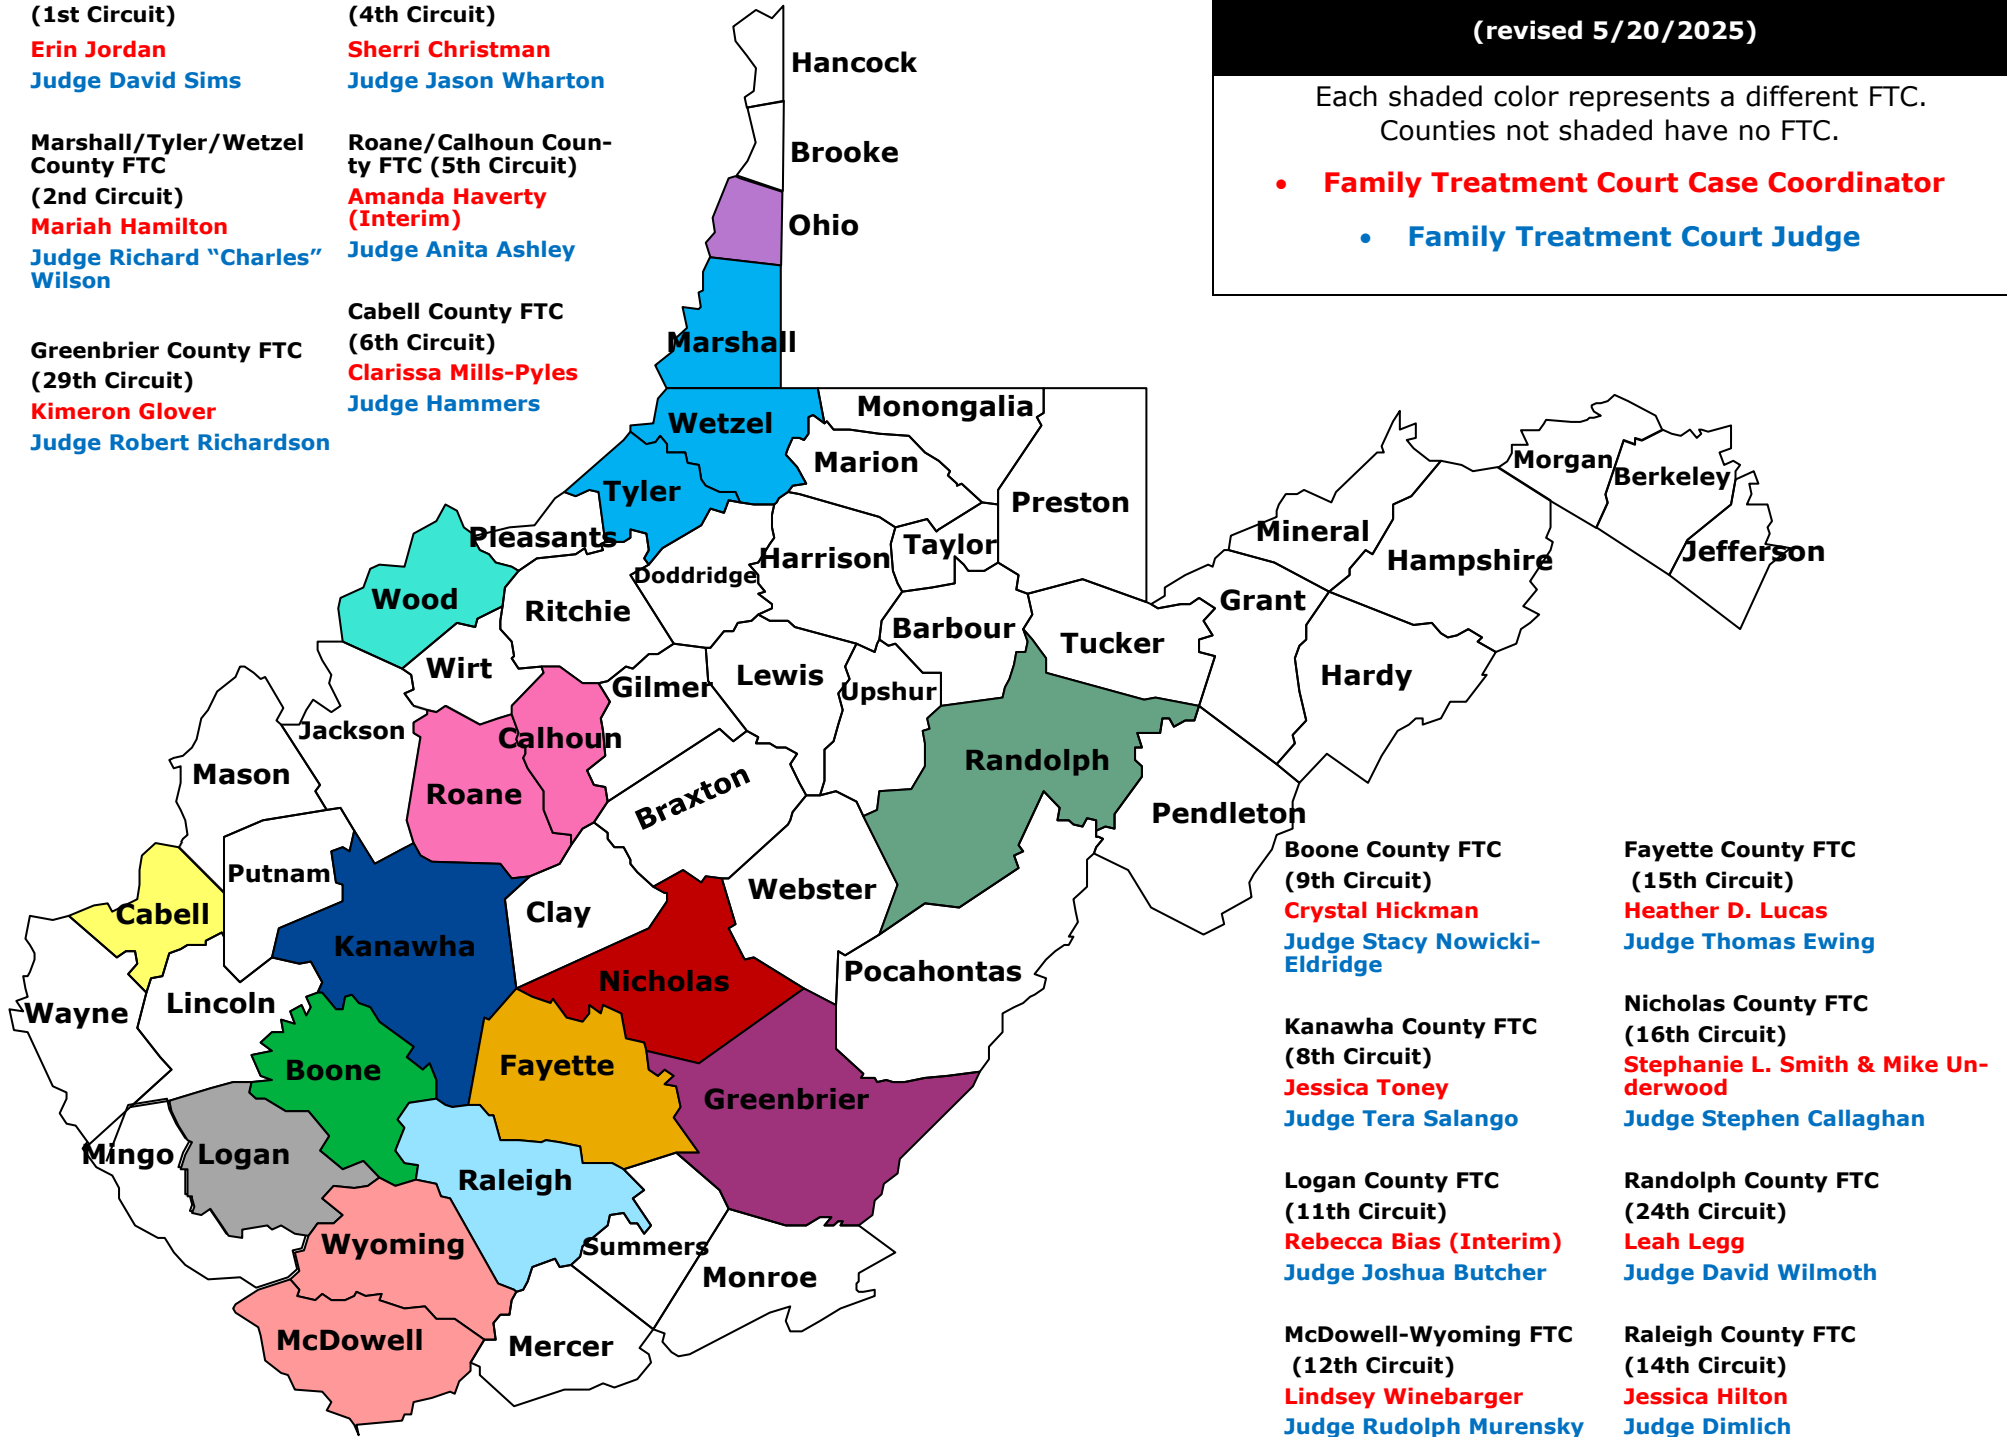 (1st Circuit)
Erin Jordan
Judge David Sims
Marshall/Tyler/Wetzel
County FTC
(2nd Circuit)
Mariah Hamilton
Judge Richard “Charles”
Wilson
Greenbrier County FTC
(29th Circuit)
Kimeron Glover
Judge Robert Richardson
(4th Circuit)
Sherri Christman
Judge Jason Wharton
Roane/Calhoun Coun-
ty FTC (5th Circuit)
Amanda Haverty
(Interim)
Judge Anita Ashley
Cabell County FTC
(6th Circuit)
Clarissa Mills-Pyles
Judge Hammers
(revised 5/20/2025)
Each shaded color represents a different FTC.
Counties not shaded have no FTC.
• Family Treatment Court Case Coordinator
• Family Treatment Court Judge
Hancock
Brooke
Ohio
Marshall
Wetzel
Monongalia
Marion
Tyler
Preston
Morgan
Berkeley
Mineral
Pleasants
Harrison
Taylor
Hampshire
Jefferson
Doddridge
Wood
Ritchie
Grant
Barbour
Tucker
Wirt
Gilmer
Lewis
Upshur
Hardy
Jackson
Calhoun
Randolph
Mason
Roane
Braxton
Pendleton
Putnam
Webster
Cabell
Clay
Kanawha
Nicholas
Pocahontas
Wayne
Lincoln
Boone
Fayette
Greenbrier
Mingo
Logan
Raleigh
Wyoming
Summers
Monroe
McDowell
Mercer
Boone County FTC
(9th Circuit)
Crystal Hickman
Judge Stacy Nowicki-
Eldridge
Kanawha County FTC
(8th Circuit)
Jessica Toney
Judge Tera Salango
Logan County FTC
(11th Circuit)
Rebecca Bias (Interim)
Judge Joshua Butcher
McDowell-Wyoming FTC
(12th Circuit)
Lindsey Winebarger
Judge Rudolph Murensky
Fayette County FTC
(15th Circuit)
Heather D. Lucas
Judge Thomas Ewing
Nicholas County FTC
(16th Circuit)
Stephanie L. Smith & Mike Un-
derwood
Judge Stephen Callaghan
Randolph County FTC
(24th Circuit)
Leah Legg
Judge David Wilmoth
Raleigh County FTC
(14th Circuit)
Jessica Hilton
Judge Dimlich